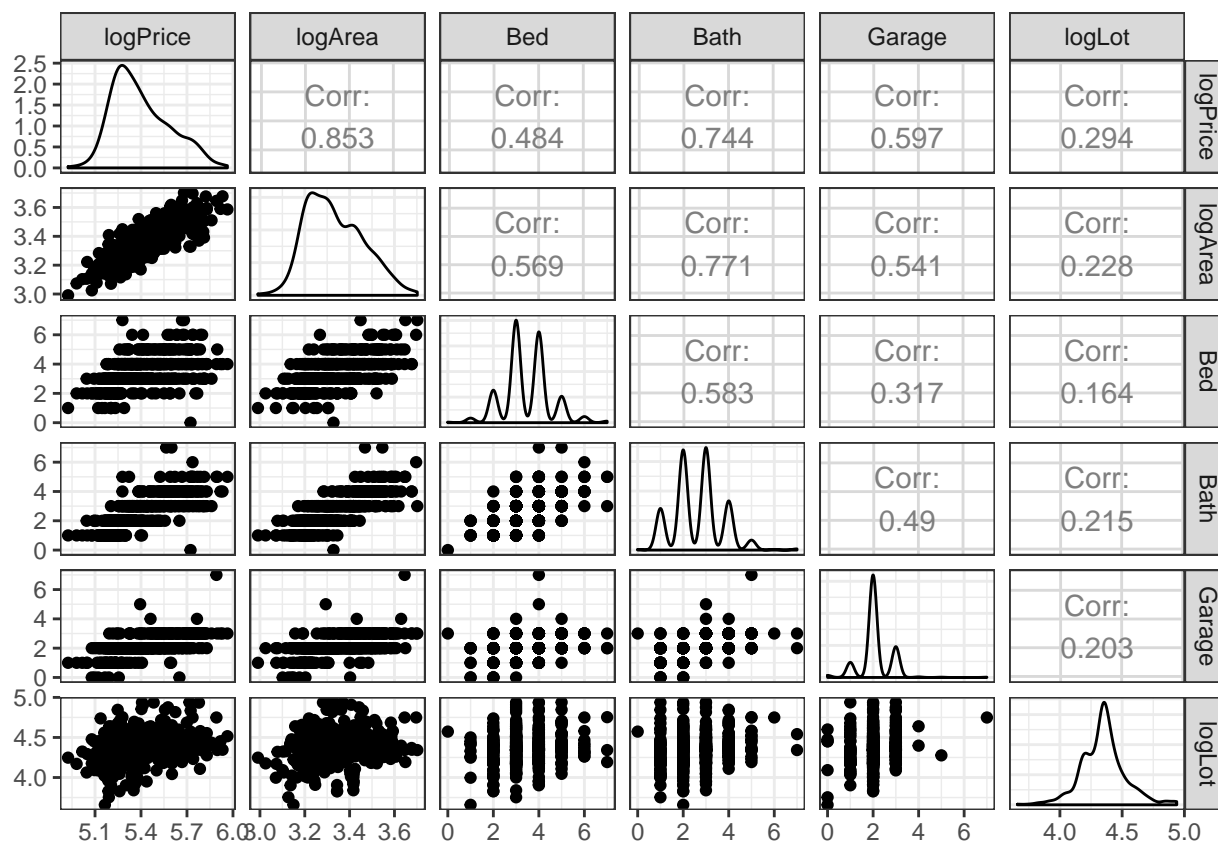 logPrice logArea Bed Bath Garage logLot
2.5
2.0
1.5
1.0
0.5
0.0
Corr: Corr: Corr: Corr: Corr:
0.853 0.484 0.744 0.597 0.294
logPrice
3.6
3.4
3.2
3.0
Corr: Corr: Corr: Corr:
0.569 0.771 0.541 0.228
logArea
6
4
2
0
Corr: Corr: Corr:
0.583 0.317 0.164
Bed
6
4
2
0
Corr: Corr:
0.49 0.215
Bath
6
4
2
0
Corr:
0.203
Garage
5.0
4.5
4.0
logLot
5.1 5.4 5.7 6.0 3.0 3.2 3.4 3.6 0 2 4 6 0 2 4 6 0 2 4 6 4.0 4.5 5.0